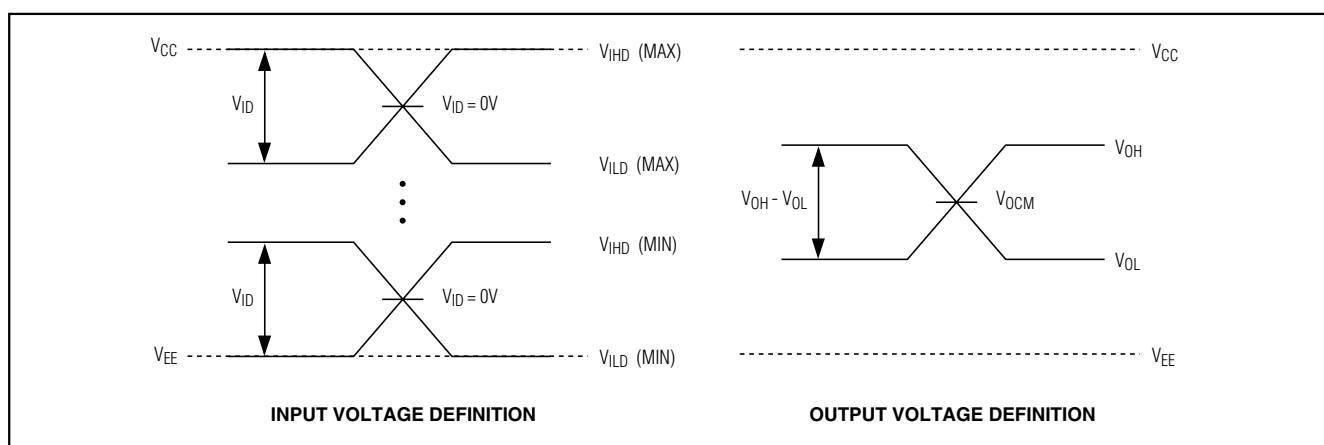 VCC
VIHD (MAX)
VID
VID = 0V
VILD (MAX)
VIHD (MIN)
VID
VID = 0V
VEE
VILD (MIN)
INPUT VOLTAGE DEFINITION
VCC
VOH
VOH - VOL
VOCM
VOL
VEE
OUTPUT VOLTAGE DEFINITION